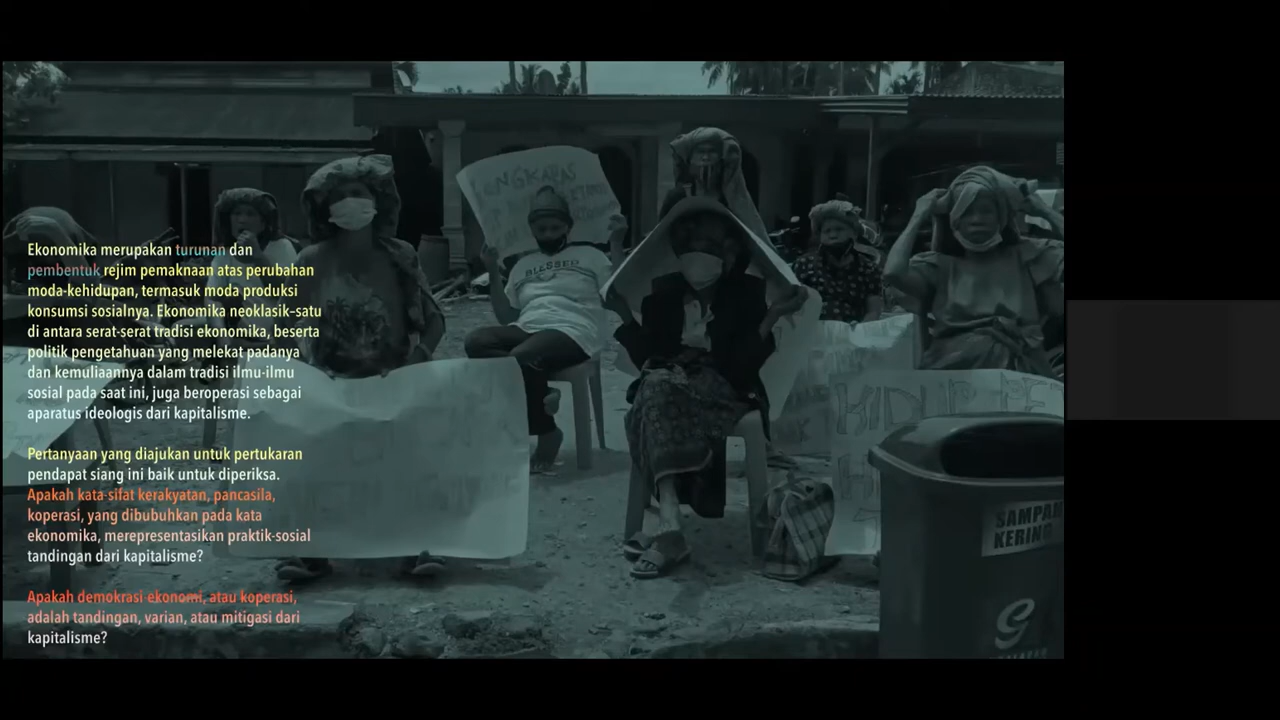 Ekonomika merupakan turunan dan
pembentuk rejim pemaknaan atas perubahan
moda-kehidupan, termasuk moda produksi
konsumsi sosialnya. Ekonomika neoklasik–satu
di antara serat-serat tradisi ekonomika, beserta
politik pengetahuan yang melekat padanya
dan kemuliaannya dalam tradisi ilmu-ilmu
sosial pada saat ini, juga beroperasi sebagai
aparatus ideologis dari kapitalisme.
Pertanyaan yang diajukan untuk pertukaran
pendapat siang ini baik untuk diperiksa.
Apakah kata-sifat kerakyatan, pancasila,
koperasi, yang dibubuhkan pada kata
ekonomika, merepresentasikan praktik-sosial
tandingan dari kapitalisme?
Apakah demokrasi ekonomi, atau koperasi,
adalah tandingan, varian, atau mitigasi dari
kapitalisme?
BLESSED
HIDUP
SAMPAH
KERING